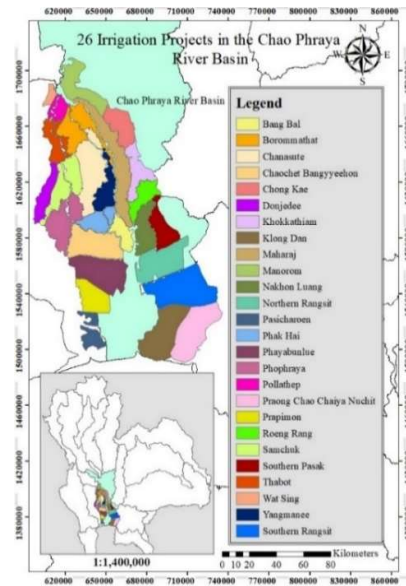 620000 650000 680000 710000 740000 770000 800000 830000 860000
26 Irrigation Projects in the Chao Phraya
River Basin
N
W E
S
Chao Phraya River Basin
Legend
Bang Bal
Borommathat
Chanasute
Chaochet Bangyyeehon
Chong Kae
Donjedee
Khokkathiam
Klong Dan
Maharaj
Manorom
Nakhon Luang
Northern Rangsit
Pasicharoen
Phak Hai
Phayabunlue
Phophraya
Pollathep
Praong Chao Chaiya Nuchit
Prapimon
Roeng Rang
Samchuk
Southern Pasak
Thabot
Wat Sing
Yangmanee
Southern Rangsit
1700000
1660000
1620000
1580000
1540000
1500000
1460000
1420000
1380000
1:1,400,000
Kilometers
0 10 20 40 60 80
620000 650000 680000 710000 740000 770000 800000 830000 860000